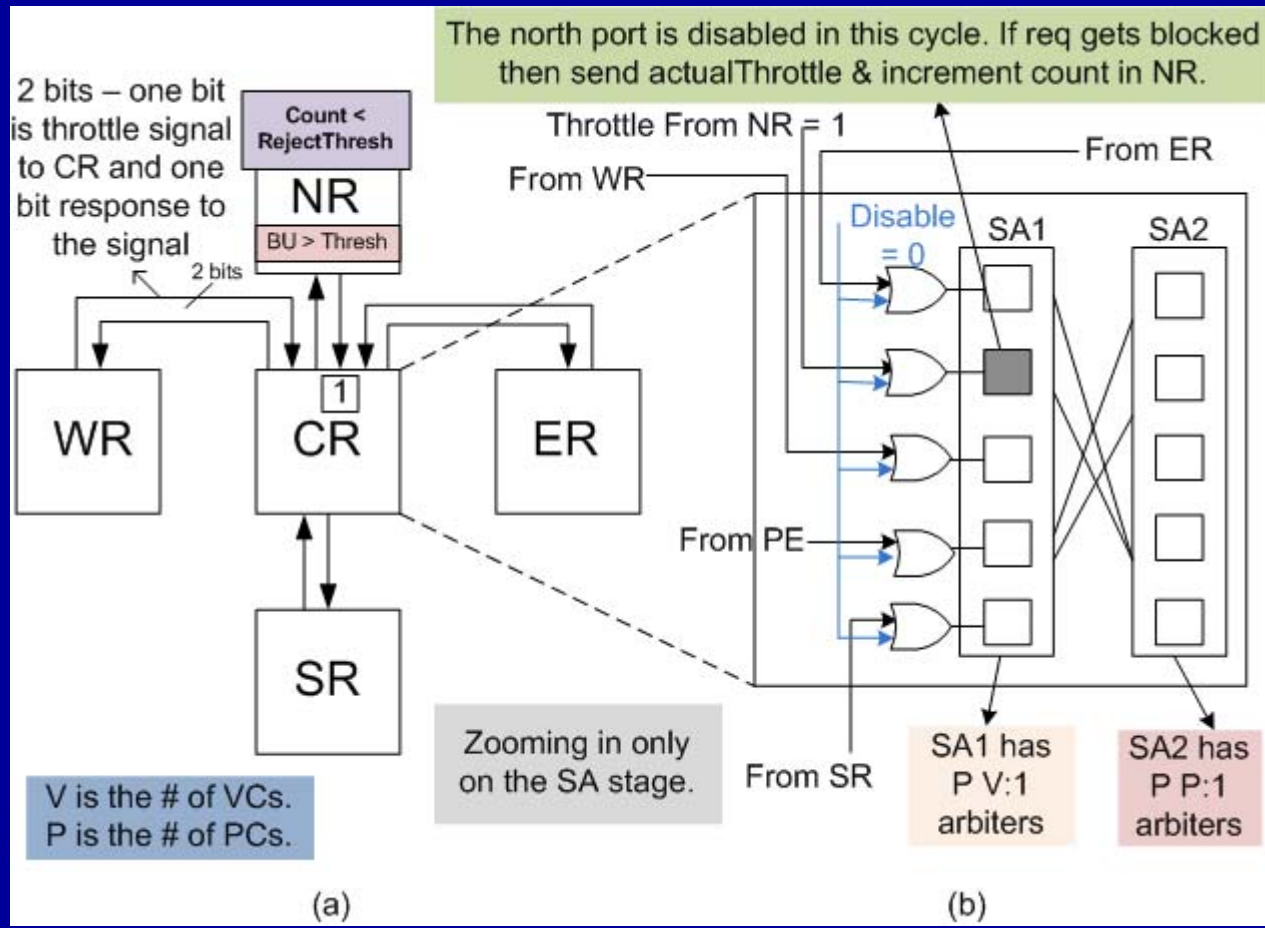 The north port is disabled in this cycle. If req gets blocked
then send actualThrottle & increment count in NR.
2 bits – one bit
is throttle signal
to CR and one
bit response to
the signal
Count <
RejectThresh
NR
BU > Thresh
2 bits
WR
1
CR
ER
SR
V is the # of VCs.
P is the # of PCs.
Zooming in only
on the SA stage.
(a)
Throttle From NR = 1
From ER
From WR
Disable
= 0
SA1
SA2
From PE
From SR
SA1 has
P V:1
arbiters
SA2 has
P P:1
arbiters
(b)